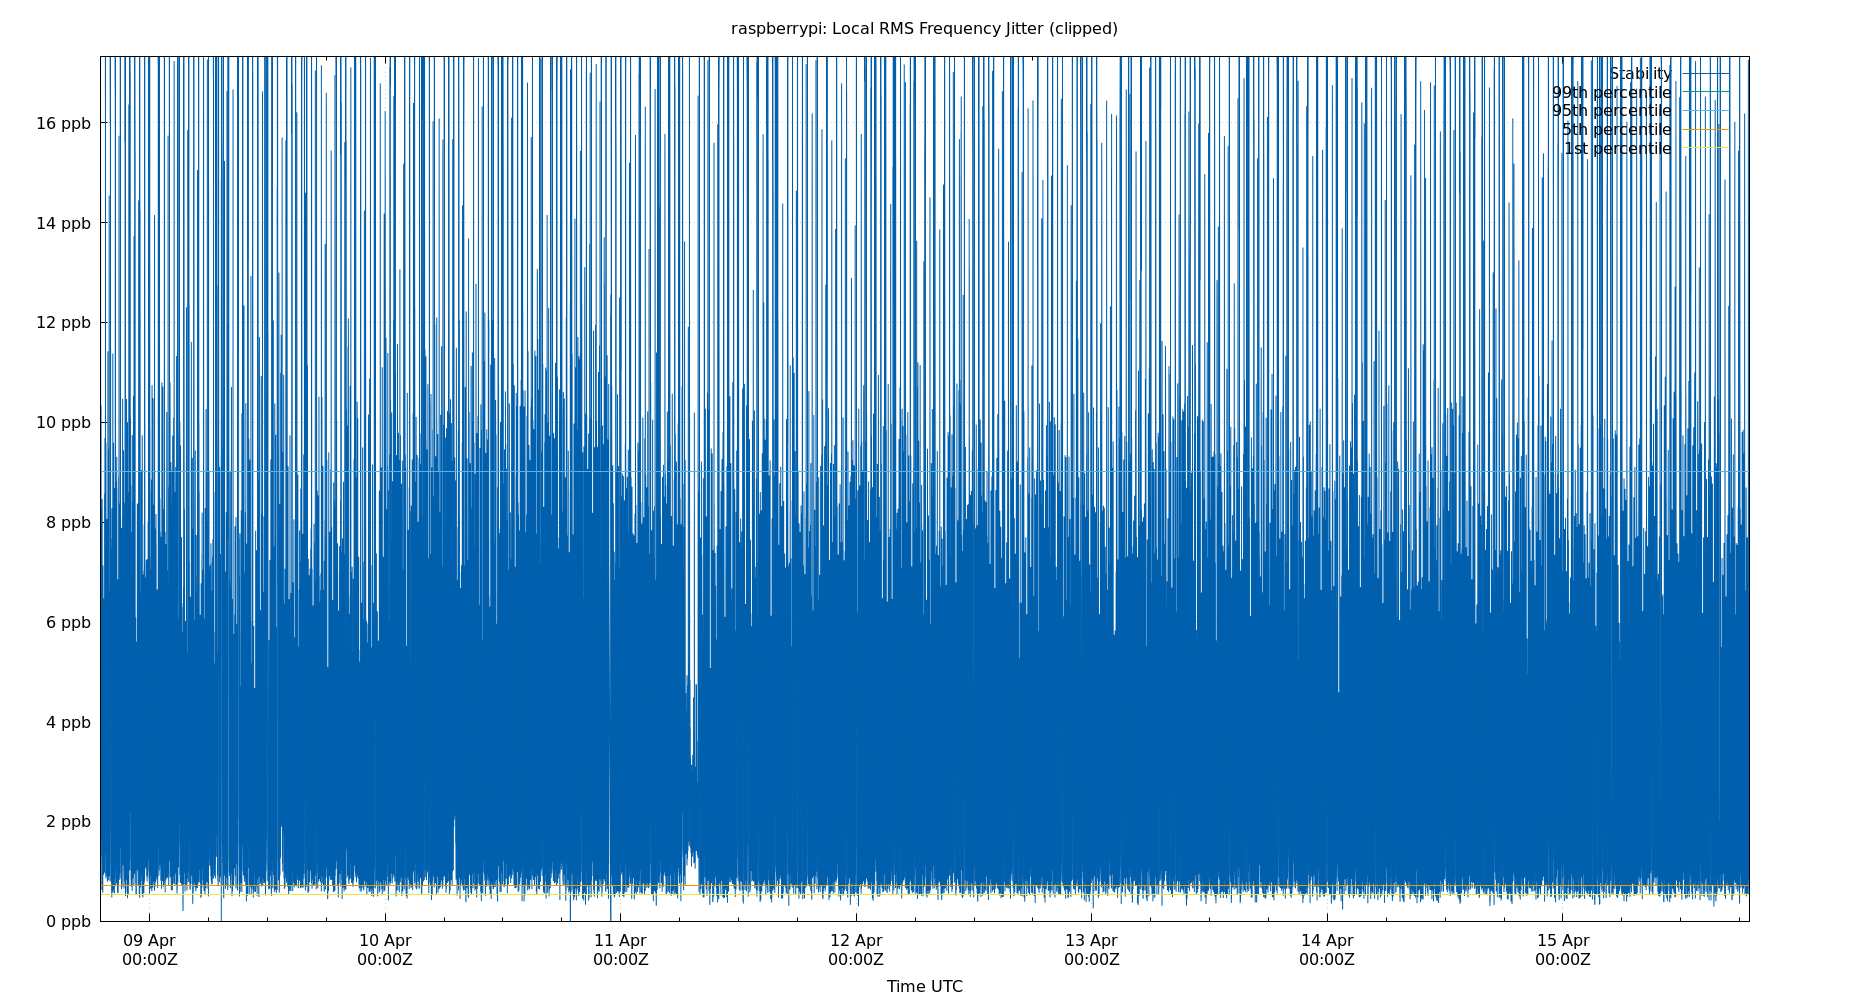 raspberrypi: Local RMS Frequency Jitter (clipped)
Stability
99th percentile
95th percentile
5th percentile
1st percentile
16 ppb
14 ppb
12 ppb
10 ppb
8 ppb
6 ppb
4 ppb
2 ppb
0 ppb
09 Apr 10 Apr 11 Apr 12 Apr 13 Apr 14 Apr 15 Apr
00:00Z 00:00Z 00:00Z 00:00Z 00:00Z 00:00Z 00:00Z
Time UTC